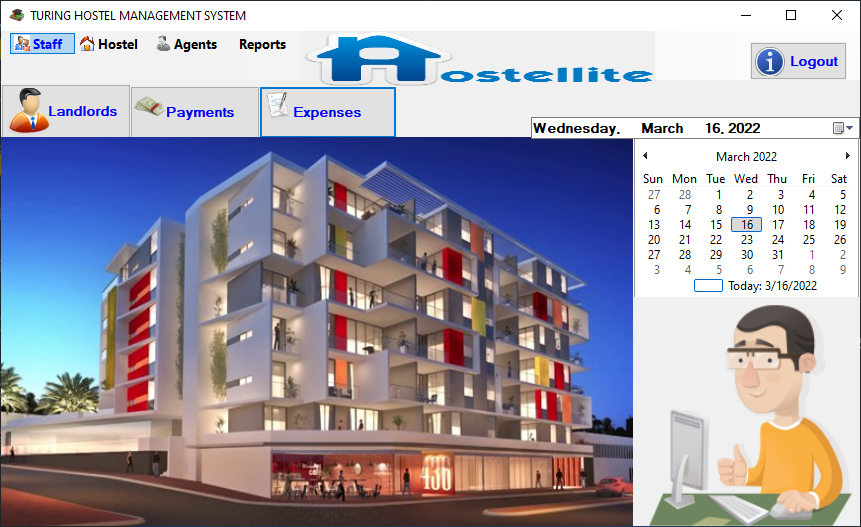 TURING HOSTEL MANAGEMENT SYSTEM
Staff Hostel Agents Reports
Hostellite
Logout
Landlords Payments Expenses
Wednesday, March 16, 2022
March 2022
Sun Mon Tue Wed Thu Fri Sat
27 28 1 2 3 4 5
6 7 8 9 10 11 12
13 14 15 16 17 18 19
20 21 22 23 24 25 26
27 28 29 30 31 1 2
3 4 5 6 7 8 9
Today: 3/16/2022
café
430